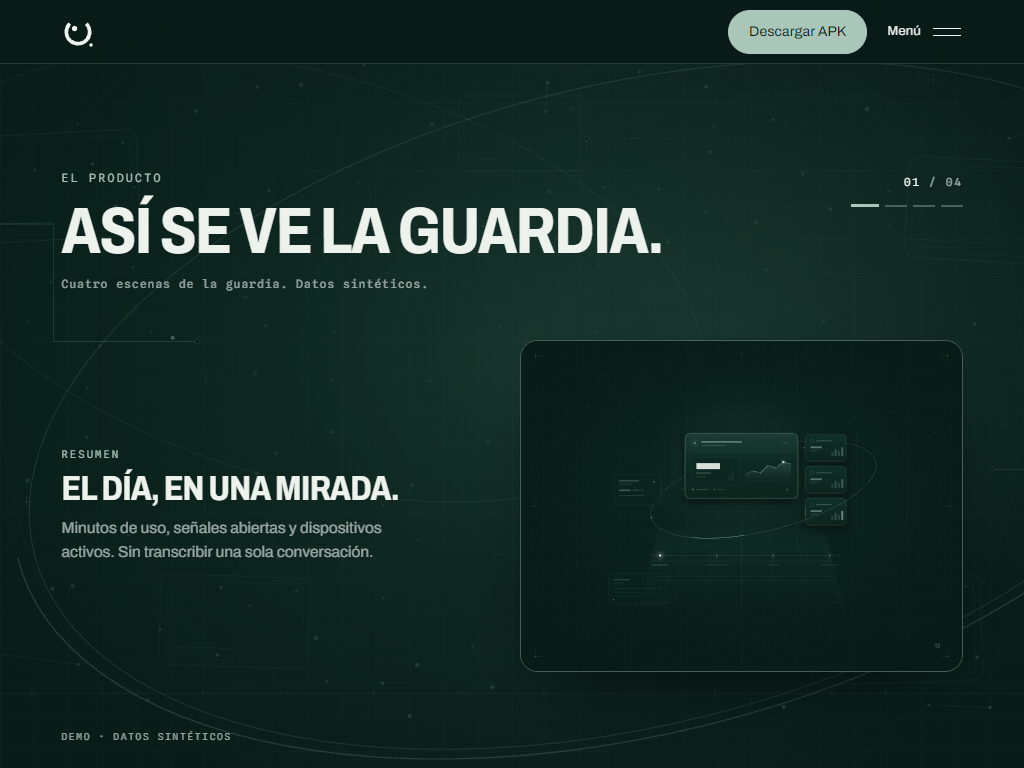 Descargar APK
Menú
EL PRODUCTO
01 / 04
ASÍ SE VE LA GUARDIA.
Cuatro escenas de la guardia. Datos sintéticos.
RESUMEN
EL DÍA, EN UNA MIRADA.
Minutos de uso, señales abiertas y dispositivos
activos. Sin transcribir una sola conversación.
DEMO · DATOS SINTÉTICOS